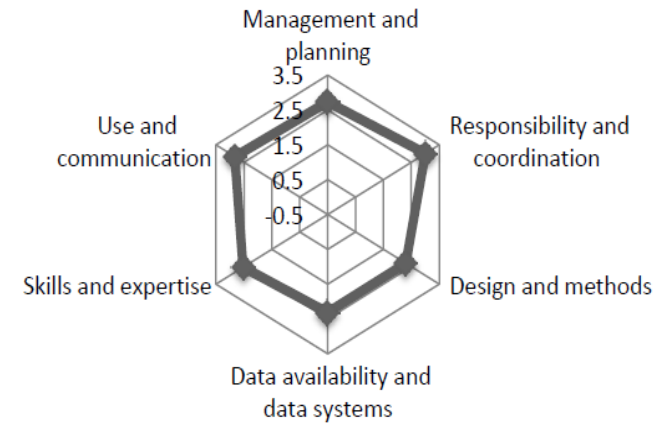 Management and
planning
3.5
2.5
1.5
0.5
-0.5
Use and
communication
Responsibility and
coordination
Skills and expertise
Design and methods
Data availability and
data systems